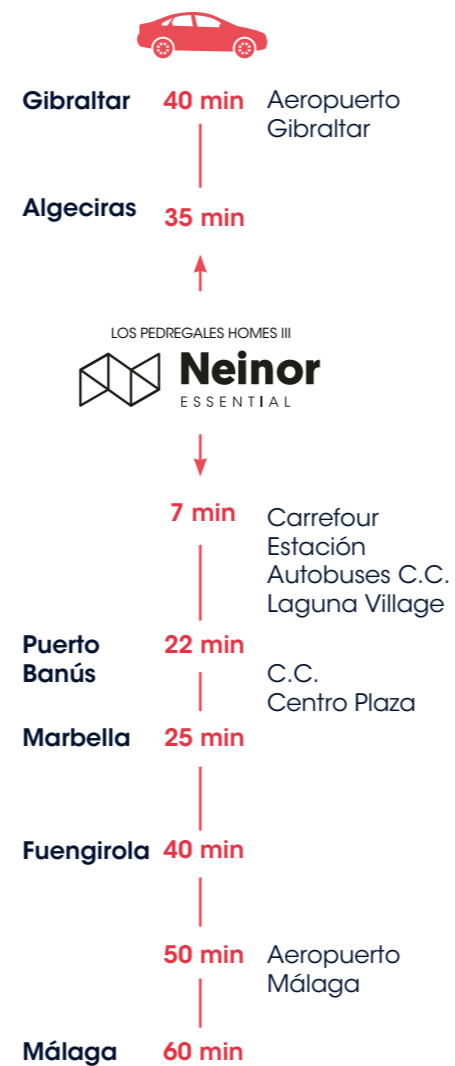 Gibraltar 40 min Aeropuerto
Gibraltar
Algeciras 35 min
LOS PEDREGALES HOMES III
Neinor
ESSENTIAL
7 min Carrefour
Estación
Autobuses C.C.
Laguna Village
Puerto 22 min
Banús C.C.
Centro Plaza
Marbella 25 min
Fuengirola 40 min
50 min Aeropuerto
Málaga
Málaga 60 min